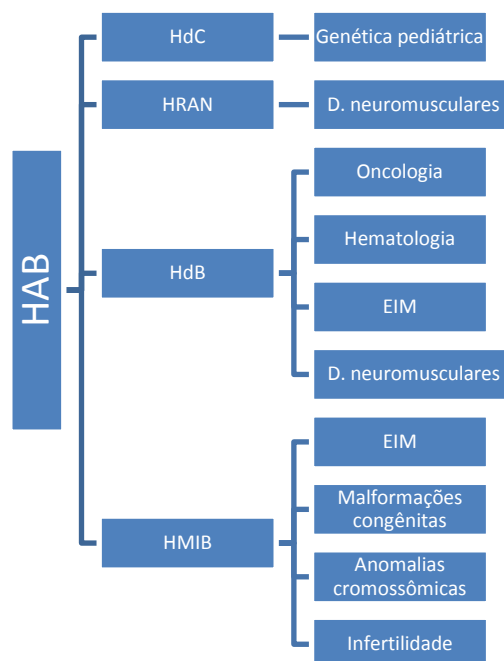 HAB
HdC
Genética pediátrica
HRAN
D. neuromusculares
HdB
Oncologia
Hematologia
EIM
D. neuromusculares
HMIB
EIM
Malformações
congênitas
Anomalias
cromossômicas
Infertilidade